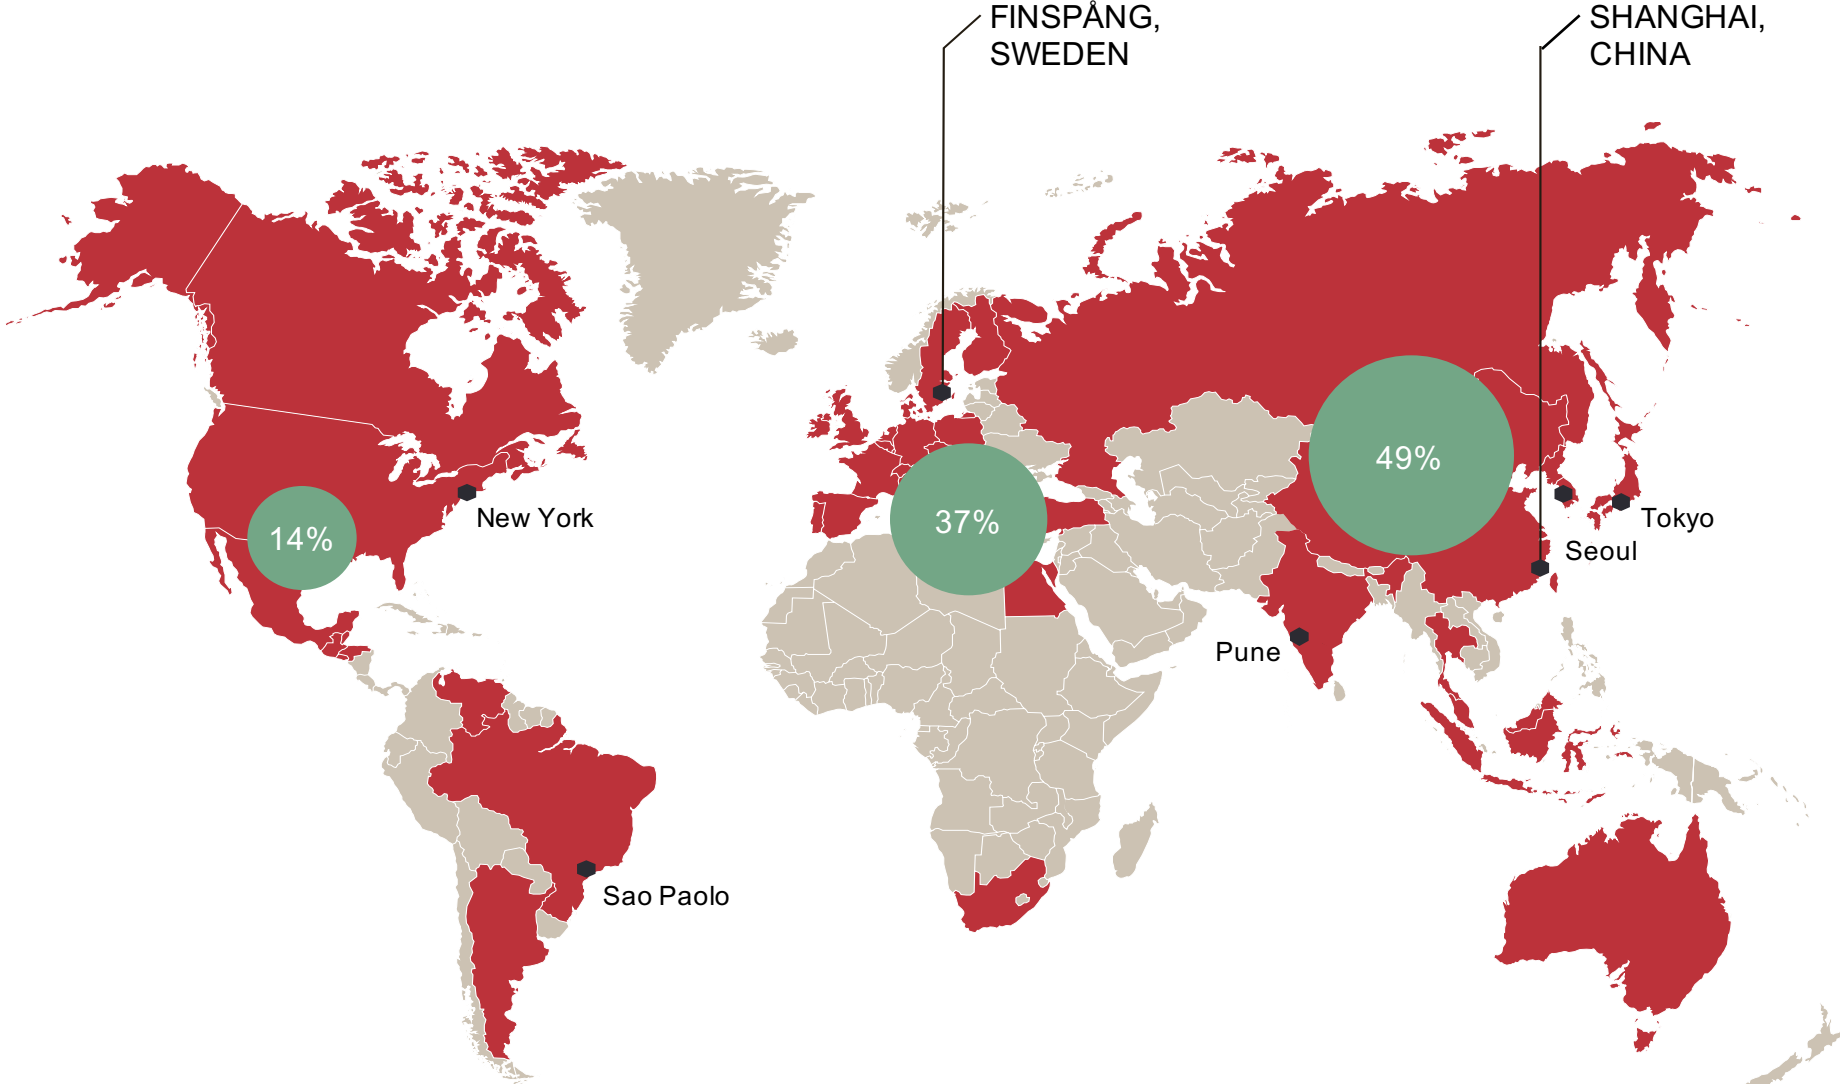 FINSPÅNG,
SWEDEN
SHANGHAI,
CHINA
49%
New York
14%
37%
Tokyo
Seoul
Pune
Sao Paolo